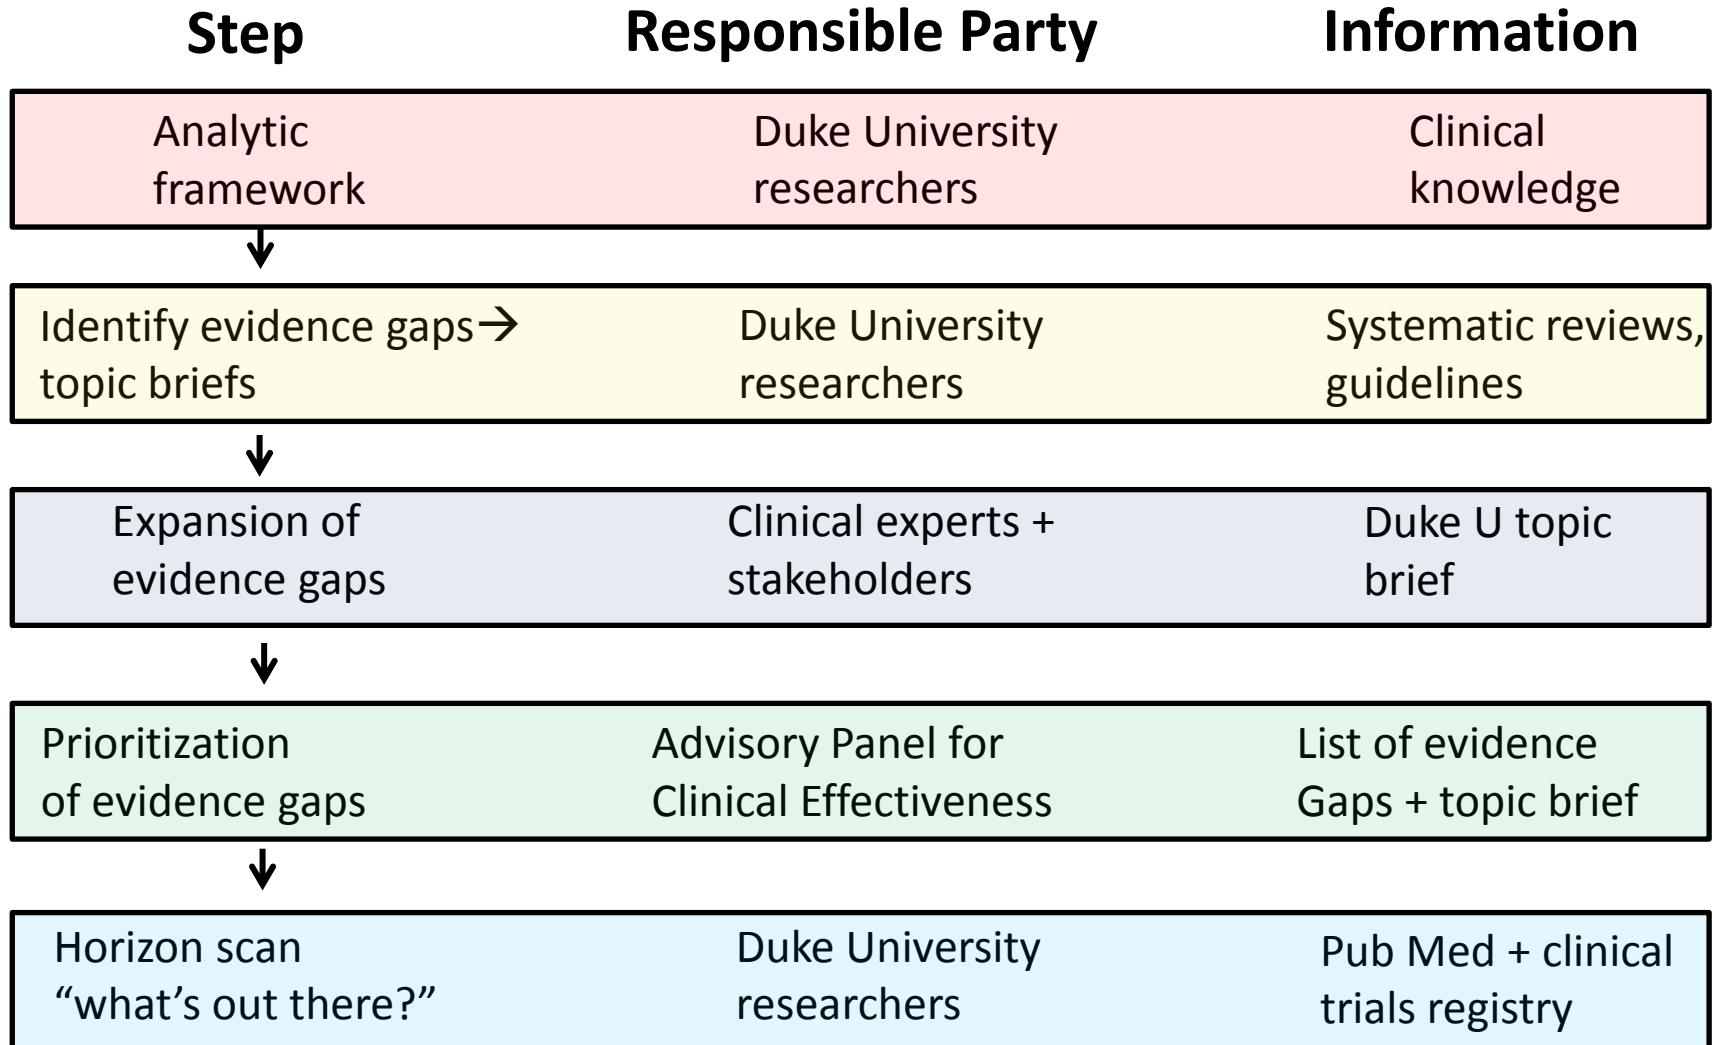 Step Responsible Party Information
Analytic
framework
Duke University
researchers
Clinical
knowledge
Identify evidence gaps→
topic briefs
Duke University
researchers
Systematic reviews,
guidelines
Expansion of
evidence gaps
Clinical experts +
stakeholders
Duke U topic
brief
Prioritization
of evidence gaps
Advisory Panel for
Clinical Effectiveness
List of evidence
Gaps + topic brief
Horizon scan
“what’s out there?”
Duke University
researchers
Pub Med + clinical
trials registry